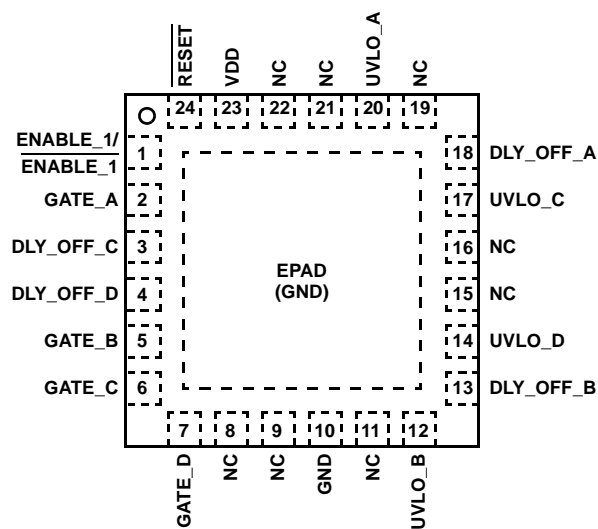 RESET
VDD
NC
NC
UVLO_A
NC
24
23
22
21
20
19
ENABLE_1/
ENABLE_1
1
GATE_A
2
DLY_OFF_C
3
DLY_OFF_D
4
GATE_B
5
GATE_C
6
EPAD
(GND)
18
DLY_OFF_A
17
UVLO_C
16
NC
15
NC
14
UVLO_D
13
DLY_OFF_B
7
8
9
10
11
12
GATE_D
NC
NC
GND
NC
UVLO_B